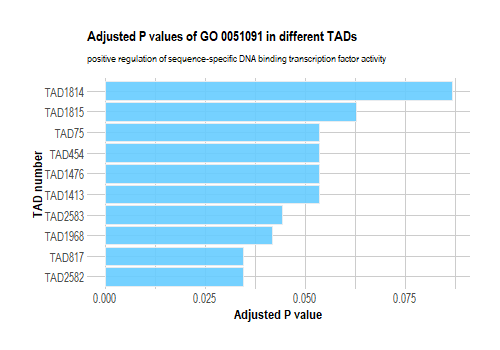 Adjusted P values of GO 0051091 in different TADs
positive regulation of sequence-specific DNA binding transcription factor activity
TAD number
TAD1814
TAD1815
TAD75
TAD454
TAD1476
TAD1413
TAD2583
TAD1968
TAD817
TAD2582
0.000 0.025 0.050 0.075
Adjusted P value